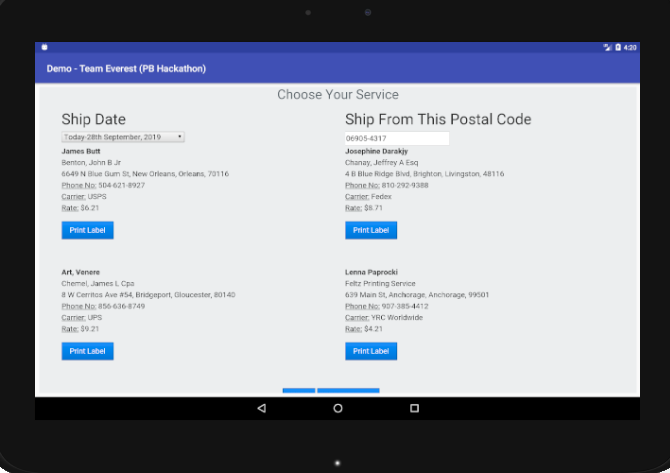 4:20
Demo - Team Everest (PB Hackathon)
Choose Your Service
Ship Date
Today-28th September, 2019
Ship From This Postal Code
06905-4317
James Butt
Benton, John B Jr
6649 N Blue Gum St, New Orleans, Orleans, 70116
Phone No: 504-621-8927
Carrier: USPS
Rate: $6.21
Print Label
Josephine Darakjy
Chanay, Jeffrey A Esq
4 B Blue Ridge Blvd, Brighton, Livingston, 48116
Phone No: 810-292-9388
Carrier: Fedex
Rate: $8.71
Print Label
Art, Venere
Chemel, James L Cpa
8 W Cerritos Ave #54, Bridgeport, Gloucester, 80140
Phone No: 856-636-8749
Carrier: UPS
Rate: $9.21
Print Label
Lenna Paprocki
Feltz Printing Service
639 Main St, Anchorage, Anchorage, 99501
Phone No: 907-385-4412
Carrier: YRC Worldwide
Rate: $4.21
Print Label